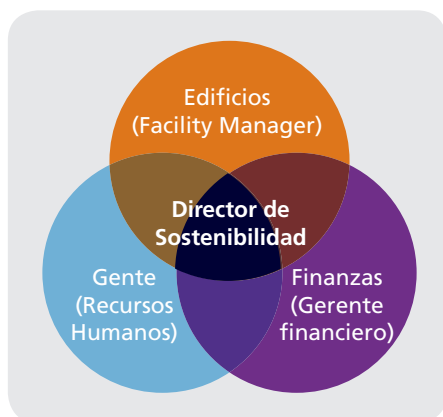 Edificios
(Facility Manager)
Director de
Sostenibilidad
Gente
(Recursos
Humanos)
Finanzas
(Gerente
financiero)